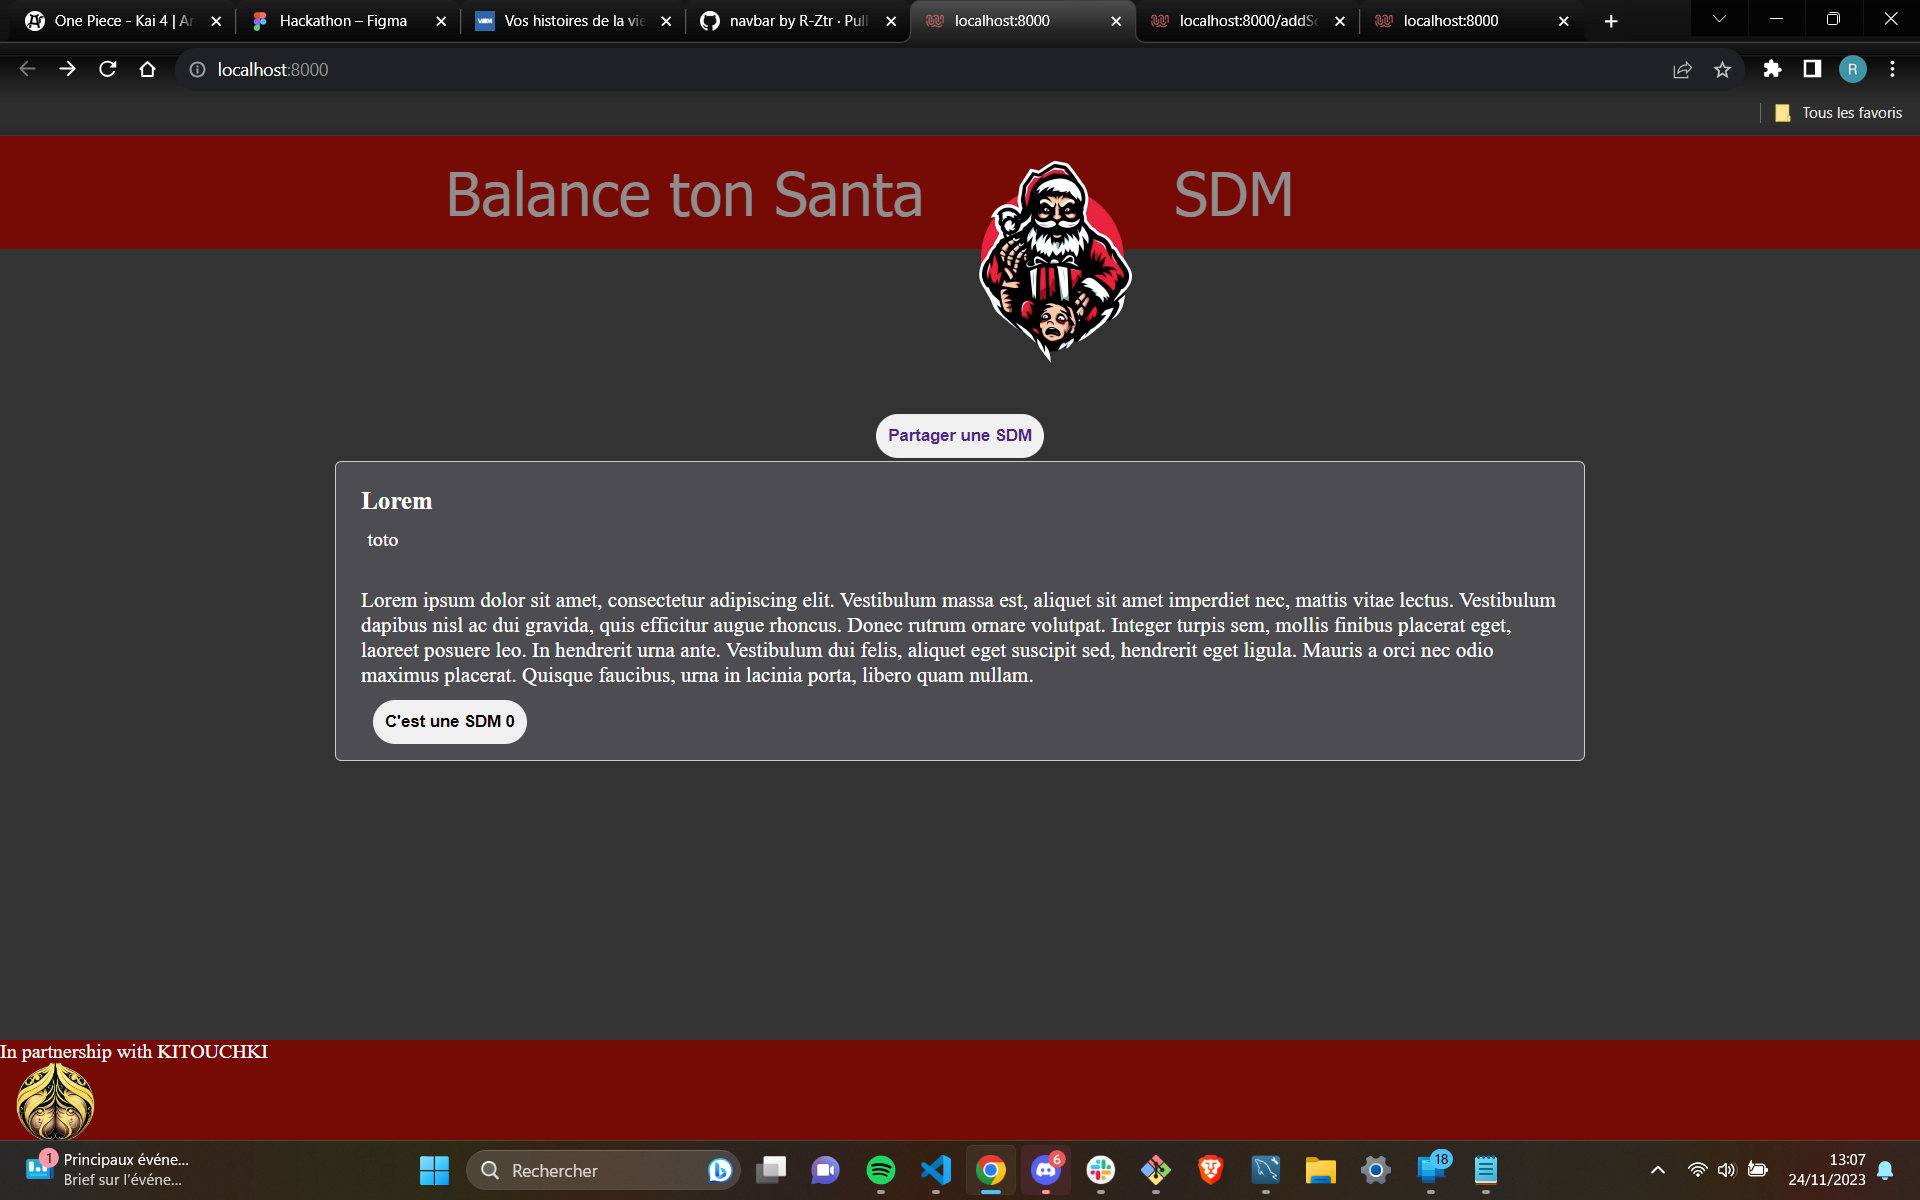 One Piece - Kai 4 | Ar
Hackathon – Figma
Vos histoires de la vie
navbar by R-Ztr · Pull
localhost:8000
localhost:8000/addSc
localhost:8000
localhost:8000
R
Tous les favoris
Balance ton Santa
SDM
Partager une SDM
Lorem
toto
Lorem ipsum dolor sit amet, consectetur adipiscing elit. Vestibulum massa est, aliquet sit amet imperdiet nec, mattis vitae lectus. Vestibulum
dapibus nisl ac dui gravida, quis efficitur augue rhoncus. Donec rutrum ornare volutpat. Integer turpis sem, mollis finibus placerat eget,
laoreet posuere leo. In hendrerit urna ante. Vestibulum dui felis, aliquet eget suscipit sed, hendrerit eget ligula. Mauris a orci nec odio
maximus placerat. Quisque faucibus, urna in lacinia porta, libero quam nullam.
C'est une SDM 0
In partnership with KITOUCHKI
1
Principaux événe...
Brief sur l'événe...
Rechercher
6
18
13:07
24/11/2023